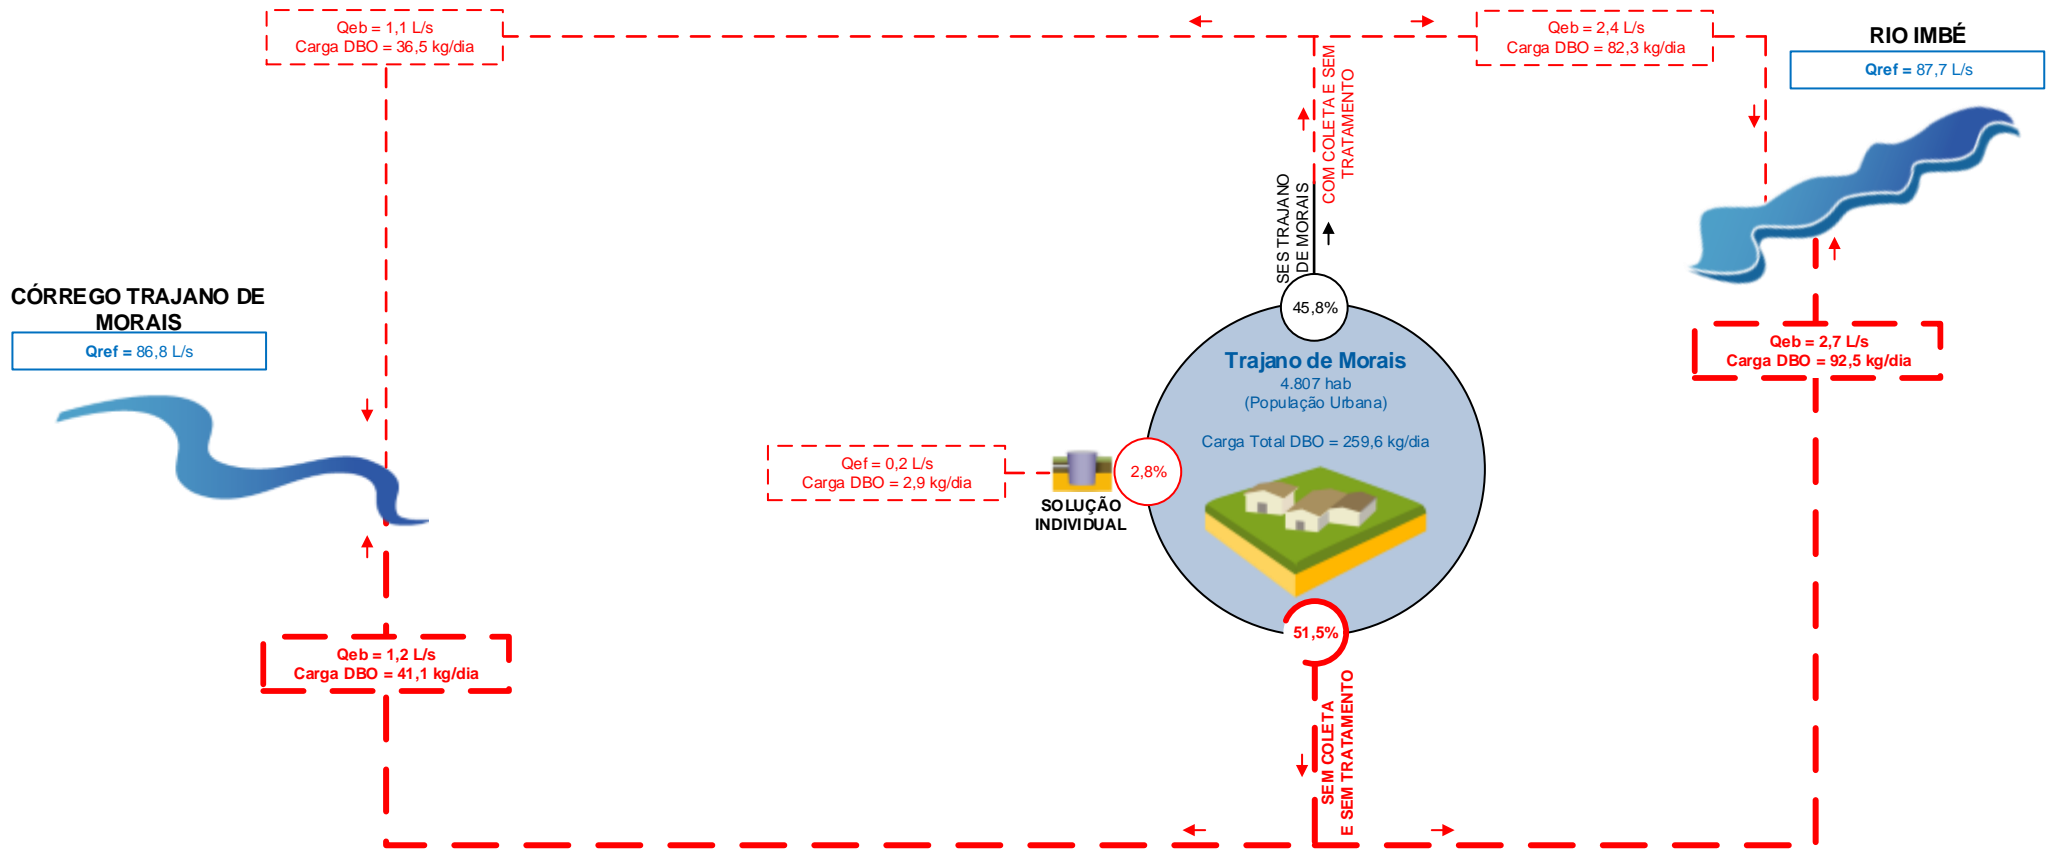 Qeb = 1,1 L/s
Carga DBO = 36,5 kg/dia
Qeb = 2,4 L/s
Carga DBO = 82,3 kg/dia
RIO IMBÉ
Qref = 87,7 L/s
COM COLETA E SEM
TRATAMENTO
SES TRAJANO
DE MORAIS
CÓRREGO TRAJANO DE
MORAIS
Qref = 86,8 L/s
45,8%
Trajano de Morais
4.807 hab
(População Urbana)
Carga Total DBO = 259,6 kg/dia
Qeb = 2,7 L/s
Carga DBO = 92,5 kg/dia
Qef = 0,2 L/s
Carga DBO = 2,9 kg/dia
SOLUÇÃO
INDIVIDUAL
2,8%
51,5%
Qeb = 1,2 L/s
Carga DBO = 41,1 kg/dia
SEM COLETA
E SEM TRATAMENTO